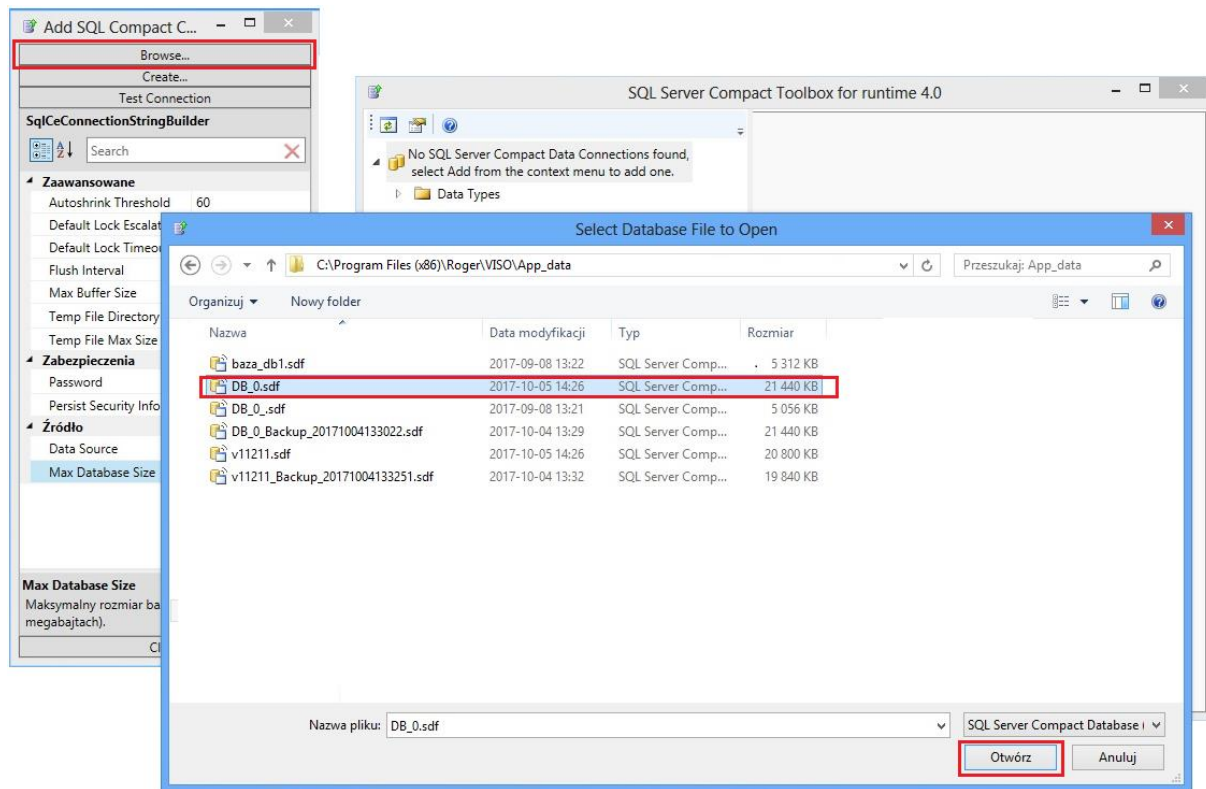 Add SQL Compact C...
Browse...
Create...
Test Connection
SqlCeConnectionStringBuilder
Search
Zaawansowane
Autoshrink Threshold 60
Default Lock Escalat
Default Lock Timeou
Flush Interval
Max Buffer Size
Temp File Directory
Temp File Max Size
Zabezpieczenia
Password
Persist Security Info
Źródło
Data Source
Max Database Size
Max Database Size
Maksymalny rozmiar ba
megabajtach).
Cl
SQL Server Compact Toolbox for runtime 4.0
No SQL Server Compact Data Connections found,
select Add from the context menu to add one.
Data Types
Select Database File to Open
C:\Program Files (x86)\Roger\VISO\App_data
Przeszukaj: App_data
Organizuj Nowy folder
Nazwa Data modyfikacji Typ Rozmiar
baza_db1.sdf 2017-09-08 13:22 SQL Server Comp... 5 312 KB
DB_0.sdf 2017-10-05 14:26 SQL Server Comp... 21 440 KB
DB_0_.sdf 2017-09-08 13:21 SQL Server Comp... 5 056 KB
DB_0_Backup_20171004133022.sdf 2017-10-04 13:29 SQL Server Comp... 21 440 KB
v11211.sdf 2017-10-05 14:26 SQL Server Comp... 20 800 KB
v11211_Backup_20171004133251.sdf 2017-10-04 13:32 SQL Server Comp... 19 840 KB
Nazwa pliku: DB_0.sdf
SQL Server Compact Database (
Otwórz Anuluj